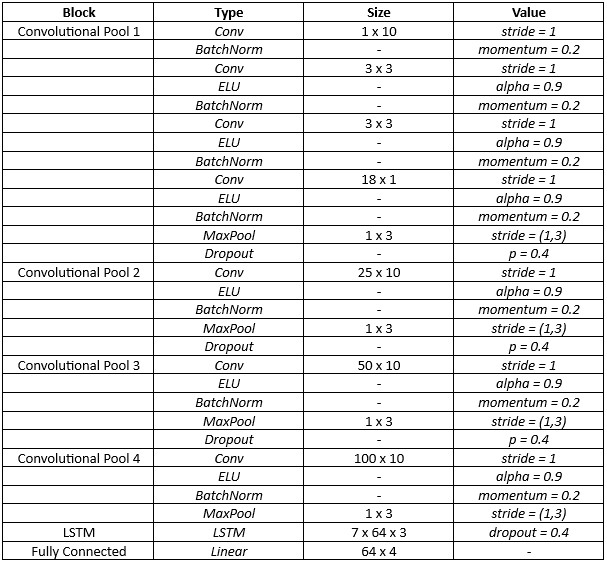 Block Type Size Value
Convolutional Pool 1 Conv 1 x 10 stride = 1
BatchNorm - momentum = 0.2
Conv 3 x 3 stride = 1
ELU - alpha = 0.9
BatchNorm - momentum = 0.2
Conv 3 x 3 stride = 1
ELU - alpha = 0.9
BatchNorm - momentum = 0.2
Conv 18 x 1 stride = 1
ELU - alpha = 0.9
BatchNorm - momentum = 0.2
MaxPool 1 x 3 stride = (1,3)
Dropout - p = 0.4
Convolutional Pool 2 Conv 25 x 10 stride = 1
ELU - alpha = 0.9
BatchNorm - momentum = 0.2
MaxPool 1 x 3 stride = (1,3)
Dropout - p = 0.4
Convolutional Pool 3 Conv 50 x 10 stride = 1
ELU - alpha = 0.9
BatchNorm - momentum = 0.2
MaxPool 1 x 3 stride = (1,3)
Dropout - p = 0.4
Convolutional Pool 4 Conv 100 x 10 stride = 1
ELU - alpha = 0.9
BatchNorm - momentum = 0.2
MaxPool 1 x 3 stride = (1,3)
LSTM LSTM 7 x 64 x 3 dropout = 0.4
Fully Connected Linear 64 x 4 -